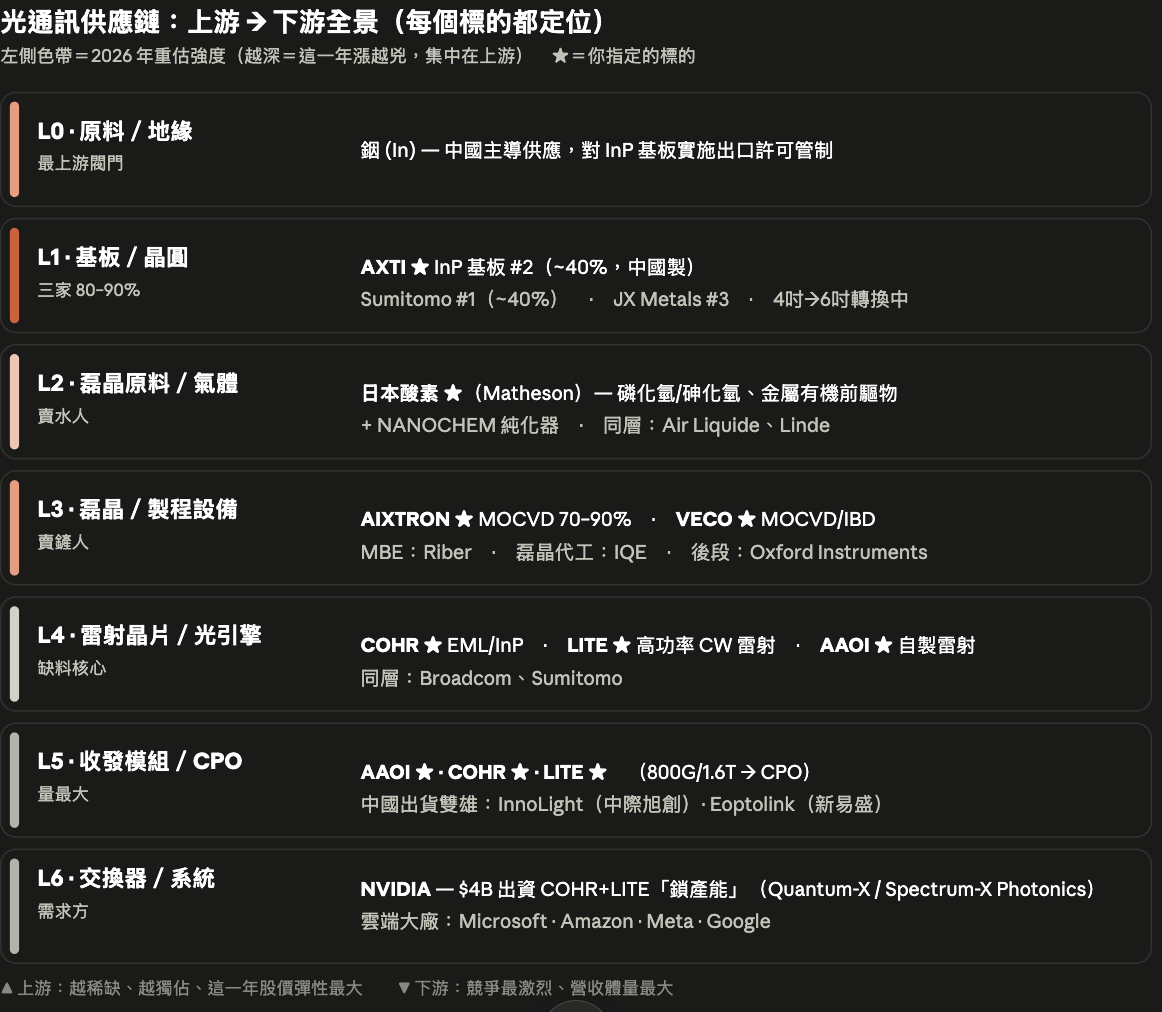 光通訊供應鏈：上游 → 下游全景（每個標的都定位）
左側色帶＝2026 年重估強度（越深＝這一年漲越兇，集中在上游） ★＝你指定的標的
L0 · 原料 / 地緣
最上游閥門
銦 (In) — 中國主導供應，對 InP 基板實施出口許可管制
L1 · 基板 / 晶圓
三家 80–90%
AXTI ★ InP 基板 #2（~40%，中國製）
Sumitomo #1（~40%） · JX Metals #3 · 4吋→6吋轉換中
L2 · 磊晶原料 / 氣體
賣水人
日本酸素 ★（Matheson）— 磷化氫/砷化氫、金屬有機前驅物
+ NANOCHEM 純化器 · 同層：Air Liquide、Linde
L3 · 磊晶 / 製程設備
賣鏟人
AIXTRON ★ MOCVD 70–90% · VECO ★ MOCVD/IBD
MBE：Riber · 磊晶代工：IQE · 後段：Oxford Instruments
L4 · 雷射晶片 / 光引擎
缺料核心
COHR ★ EML/InP · LITE ★ 高功率 CW 雷射 · AAOI ★ 自製雷射
同層：Broadcom、Sumitomo
L5 · 收發模組 / CPO
量最大
AAOI ★ · COHR ★ · LITE ★ （800G/1.6T → CPO）
中國出貨雙雄：InnoLight（中際旭創）· Eoptolink（新易盛）
L6 · 交換器 / 系統
需求方
NVIDIA — $4B 出資 COHR+LITE「鎖產能」（Quantum-X / Spectrum-X Photonics）
雲端大廠：Microsoft · Amazon · Meta · Google
▲ 上游：越稀缺、越獨佔、這一年股價彈性最大 ▼ 下游：競爭最激烈、營收體量最大